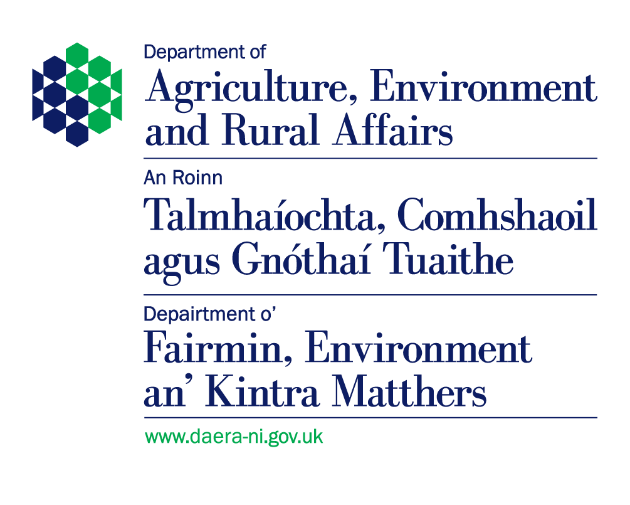 Department of
Agriculture, Environment
and Rural Affairs
An Roinn
Talmhaíochta, Comhshaoil
agus Gnóthaí Tuaithe
Depairtment o’
Fairmin, Environment
an’ Kintra Matthers
www.daera-ni.gov.uk